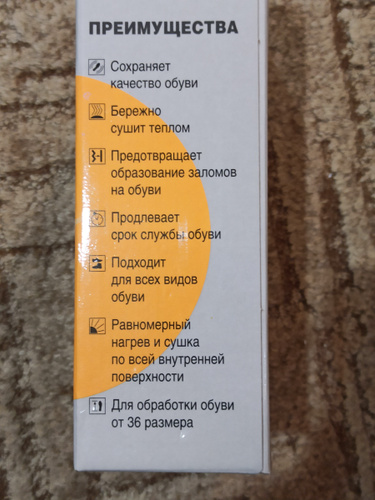 ПРЕИМУЩЕСТВА
Сохраняет
качество обуви
Бережно
сушит теплом
Предотвращает
образование заломов
на обуви
Продлевает
срок службы обуви
Подходит
для всех видов
обуви
Равномерный
нагрев и сушка
по всей внутренней
поверхности
Для обработки обуви
от 36 размера